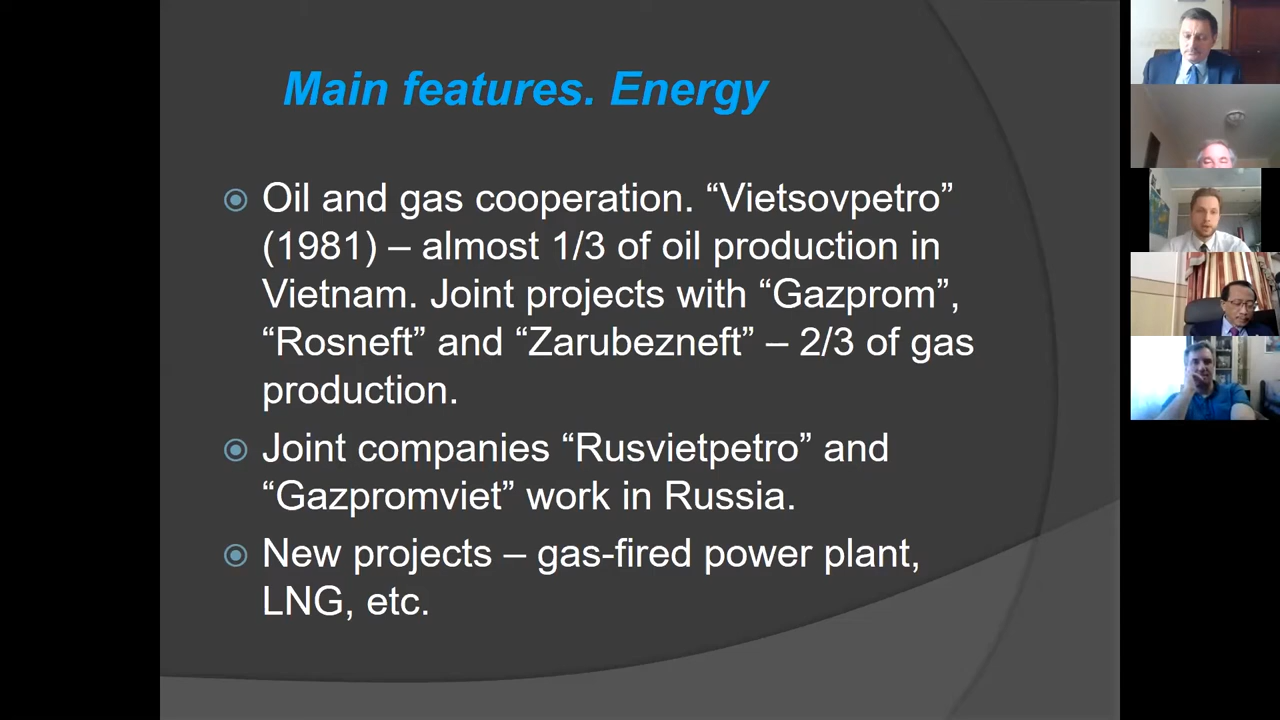 Main features. Energy
Oil and gas cooperation. “Vietsovpetro”
(1981) – almost 1/3 of oil production in
Vietnam. Joint projects with “Gazprom”,
“Rosneft” and “Zarubezneft” – 2/3 of gas
production.
Joint companies “Rusvietpetro” and
“Gazpromviet” work in Russia.
New projects – gas-fired power plant,
LNG, etc.